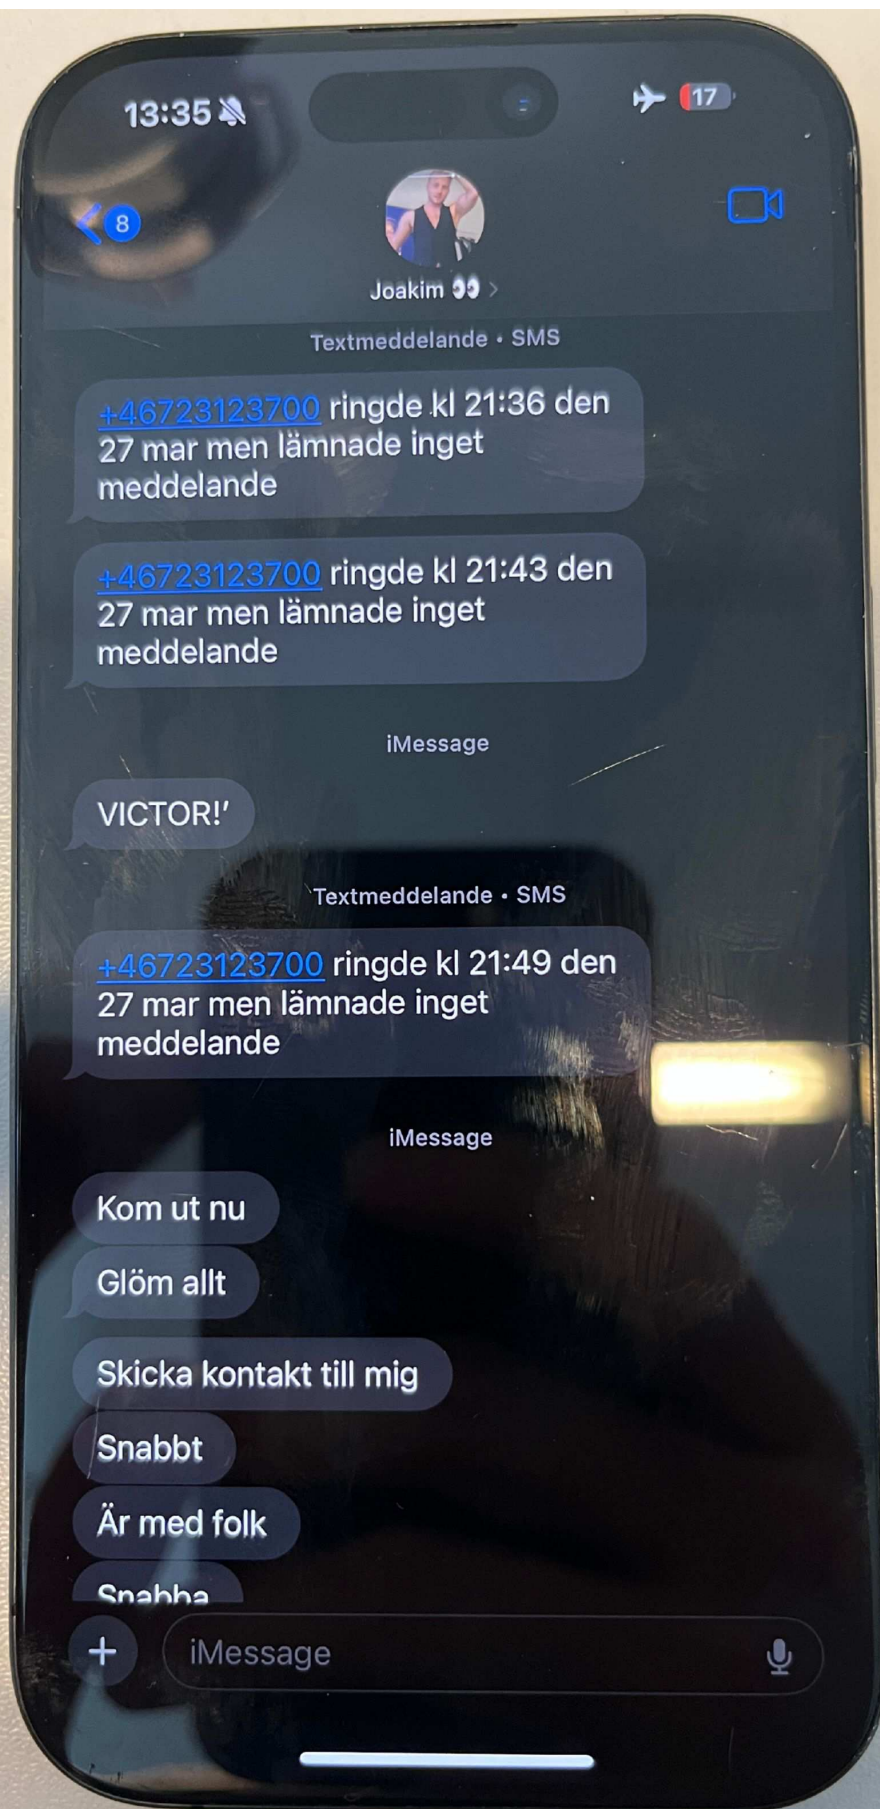 13:35
17
8
Joakim 👀 >
Textmeddelande • SMS
+46723123700 ringde kl 21:36 den
27 mar men lämnade inget
meddelande
+46723123700 ringde kl 21:43 den
27 mar men lämnade inget
meddelande
iMessage
VICTOR!’
Textmeddelande • SMS
+46723123700 ringde kl 21:49 den
27 mar men lämnade inget
meddelande
iMessage
Kom ut nu
Glöm allt
Skicka kontakt till mig
Snabbt
Är med folk
Snabba
iMessage